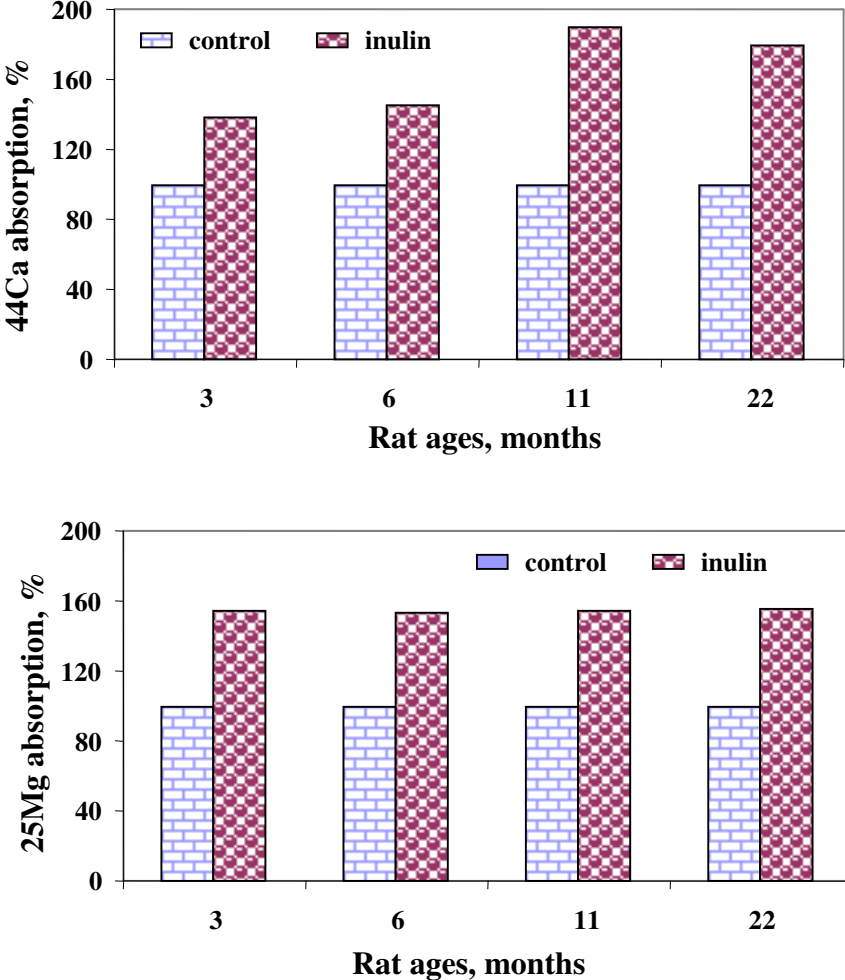 200
control inulin
160
120
80
40
0
44Ca absorption, %
3 6 11 22
Rat ages, months
200
control inulin
160
120
80
40
0
25Mg absorption, %
3 6 11 22
Rat ages, months